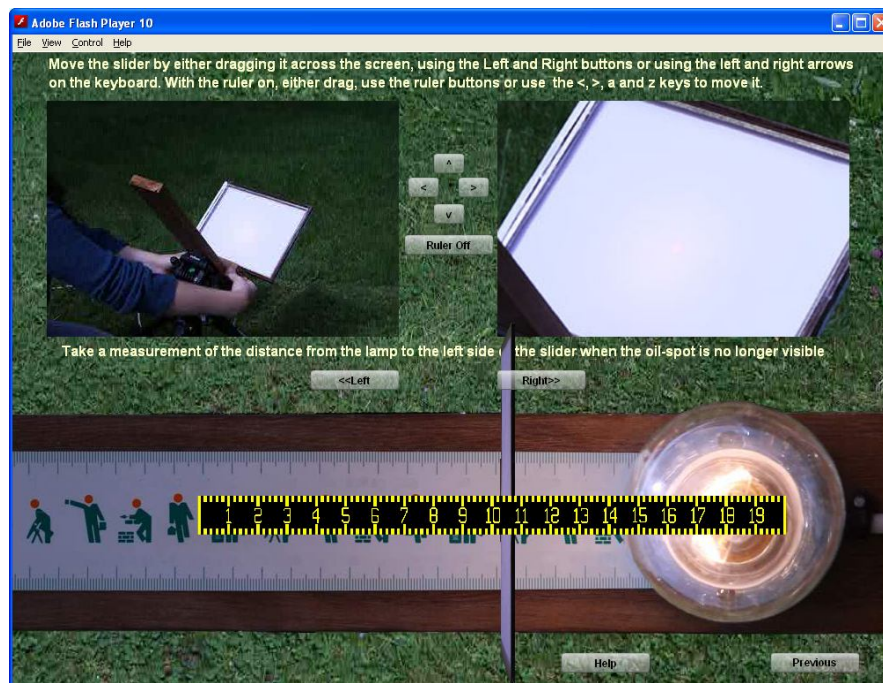 Adobe Flash Player 10
File View Control Help
Move the slider by either dragging it across the screen, using the Left and Right buttons or using the left and right arrows
on the keyboard. With the ruler on, either drag, use the ruler buttons or use the <, >, a and z keys to move it.
^
< >
v
Ruler Off
Take a measurement of the distance from the lamp to the left side of the slider when the oil-spot is no longer visible
<<Left Right>>
1 2 3 4 5 6 7 8 9 10 11 12 13 14 15 16 17 18 19
Help Previous